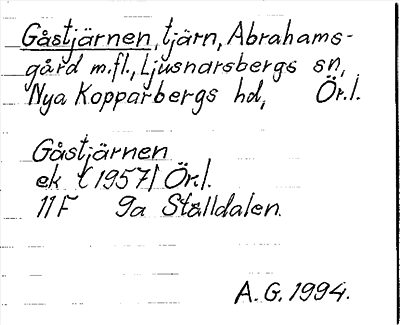 Gåstjärnen, tjärn, Abrahams-
gård m.fl., Ljusnarsbergs sn,
Nya Kopparbergs hd, Ör.l.
Gåstjärnen
ek (1957) Ör.l.
11F 9a Ställdalen.
A.G. 1994.